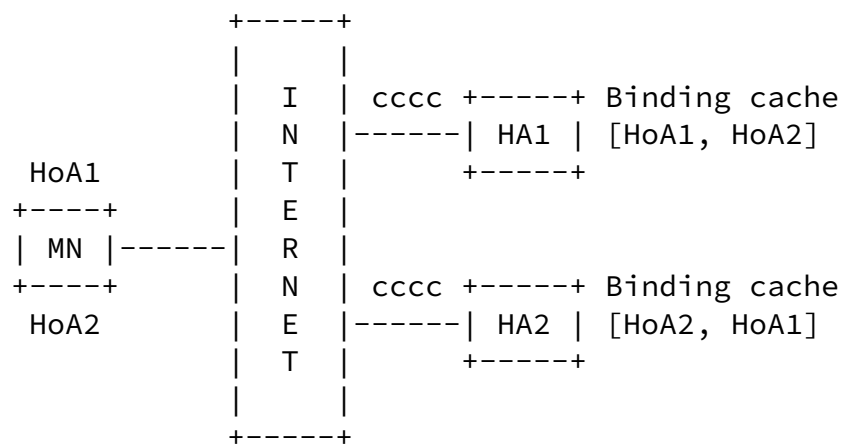 +-----+
                |     |
                |  I  | cccc +-----+ Binding cache
                |  N  |------| HA1 | [HoA1, HoA2]
 HoA1           |  T  |      +-----+
+----+          |  E  |
| MN |------|  R  |
+----+          |  N  | cccc +-----+ Binding cache
 HoA2           |  E  |------| HA2 | [HoA2, HoA1]
                |  T  |      +-----+
                |     |
                +-----+